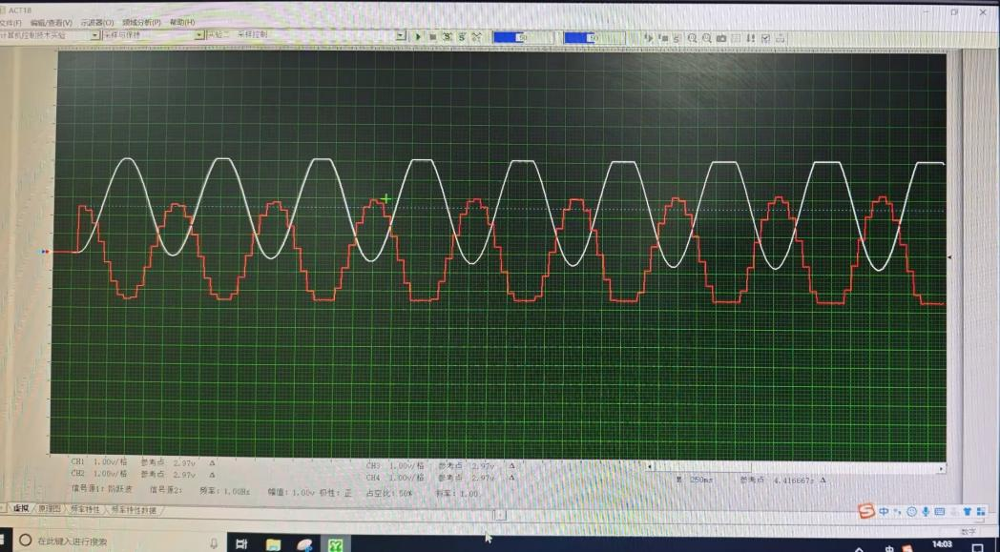 ACT18
文件(F) 编辑/查看(V) 示波器(O) 频域分析(P) 帮助(H)
计算机控制技术实验 采样与保持 实验二 采样控制 50 50
CH1 1.00v/格 参考点 2.97v Δ
CH2 1.00v/格 参考点 2.97v Δ
CH3 1.00v/格 参考点 2.97v Δ
CH4 1.00v/格 参考点 2.97v Δ
250ms 参考点 4.416667s Δ
信号源1: 阶跃波 信号源2: 频率: 1.00Hz 幅值: 1.00v 极性: 正 占空比: 50% 1.00
虚拟 原理图 频率特性 频率特性数据
中
数字
在此键入进行搜索
中
14:03